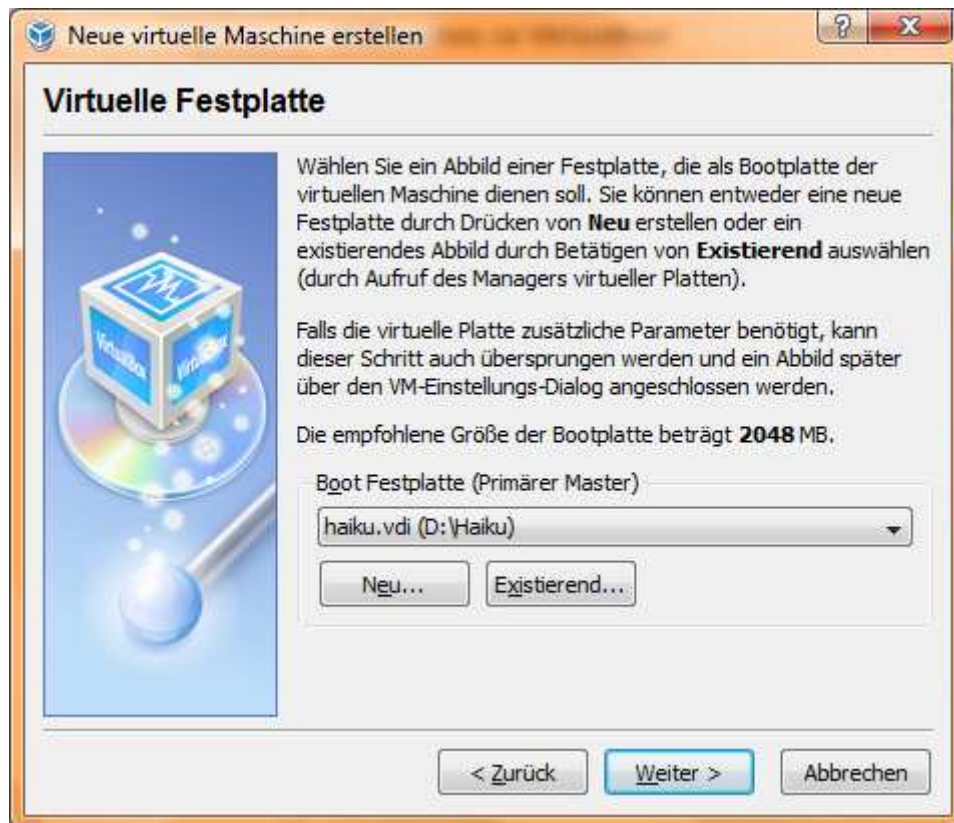 Neue virtuelle Maschine erstellen
Virtuelle Festplatte
Wählen Sie ein Abbild einer Festplatte, die als Bootplatte der
virtuellen Maschine dienen soll. Sie können entweder eine neue
Festplatte durch Drücken von Neu erstellen oder ein
existierendes Abbild durch Betätigen von Existierend auswählen
(durch Aufruf des Managers virtueller Platten).
Falls die virtuelle Platte zusätzliche Parameter benötigt, kann
dieser Schritt auch übersprungen werden und ein Abbild später
über den VM-Einstellungs-Dialog angeschlossen werden.
Die empfohlene Größe der Bootplatte beträgt 2048 MB.
Boot Festplatte (Primärer Master)
haiku.vdi (D:\Haiku)
Neu... Existierend...
VirtualBox VirtualBox
< Zurück Weiter > Abbrechen